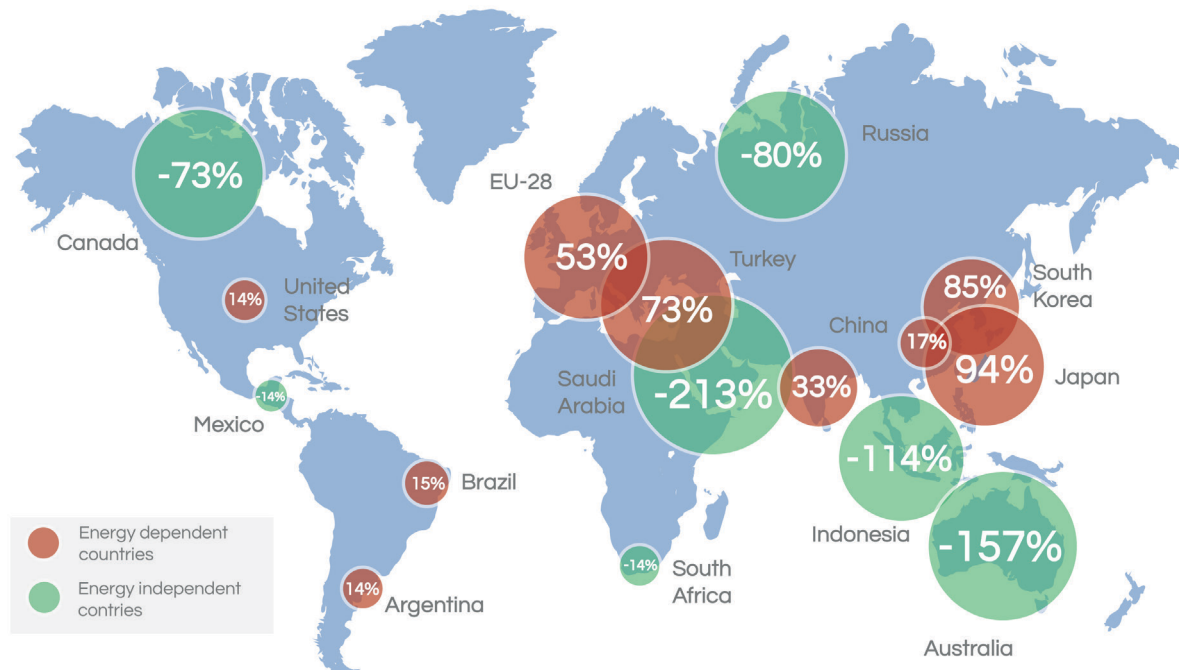 Russia
-80%
-73%
EU-28
Canada
53%
Turkey
South
Korea
85%
United
States
14%
73%
China
17%
94%
Japan
Saudi
Arabia
-213%
33%
-14%
Mexico
-114%
Indonesia
15%
Brazil
-157%
Australia
-14%
South
Africa
14%
Argentina
Energy dependent
countries
Energy independent
contries